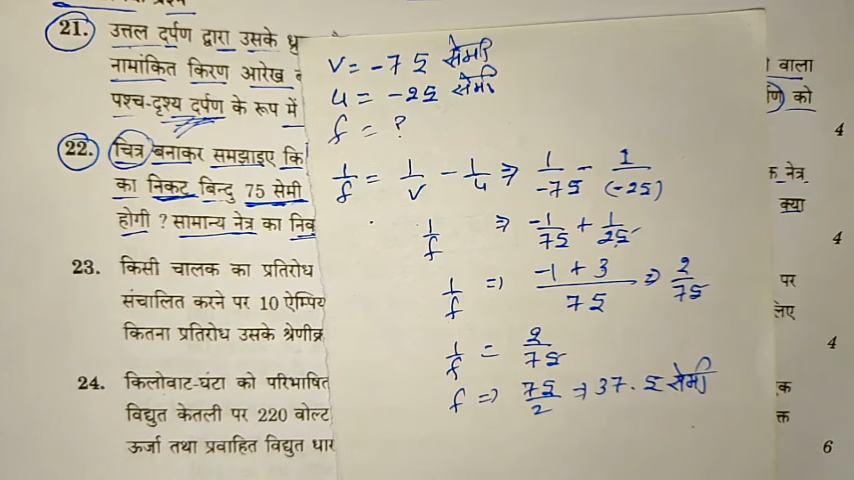 21. उत्तल दर्पण द्वारा उसके
नामांकित किरण आरेख
पश्च-दृश्य दर्पण के रूप में
वाला
को
4
22. चित्र बनाकर समझाइए कि
का निकट बिन्दु 75 सेमी
होगी ? सामान्य नेत्र का
नेत्र
क्या
4
23. किसी चालक का प्रतिरोध
संचालित करने पर 10
कितना प्रतिरोध उसके
पर
4
24. किलोवाट-घंटा को
विद्युत केतली पर 220 वोल्ट
ऊर्जा तथा प्रवाहित विद्युत
6
v = -75 सेमी
u = -25 सेमी
f = ?
1/f = 1/v - 1/u ⇒ 1/-75 - 1/(-25)
1/f ⇒ -1/75 + 1/25
1/f ⇒ -1 + 3/75 ⇒ 2/75
1/f = 2/75
f ⇒ 75/2 ⇒ 37.5 सेमी